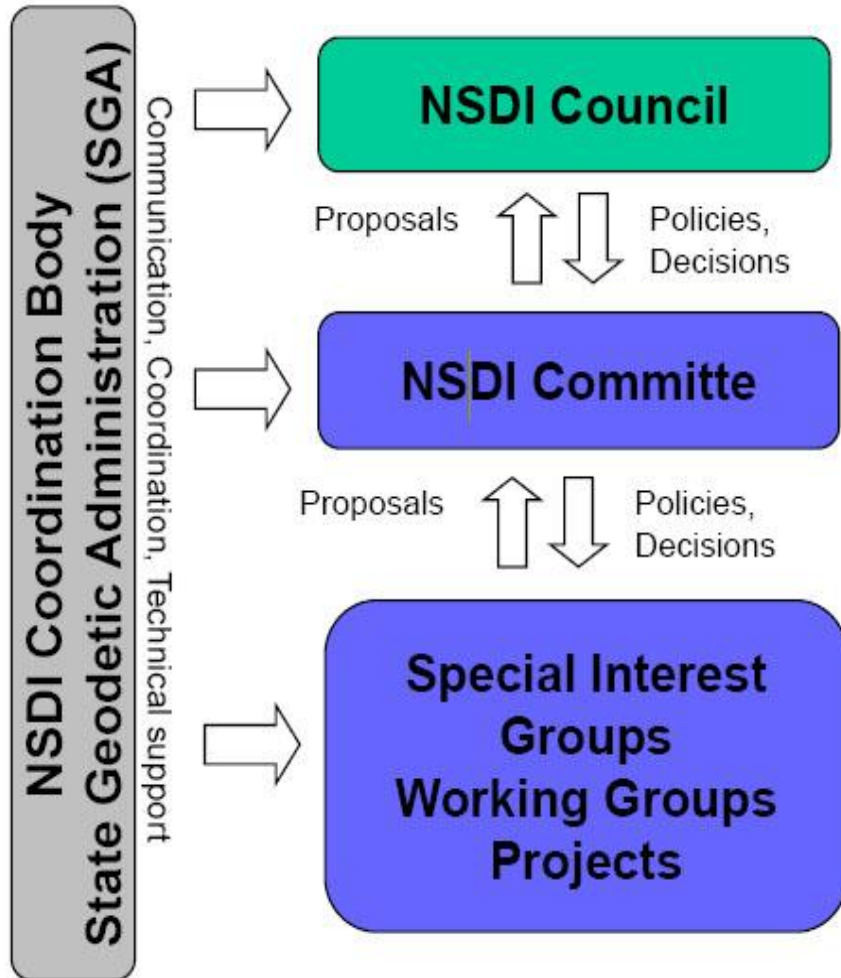 NSDI Coordination Body
State Geodetic Administration (SGA)
Communication, Coordination, Technical support
NSDI Council
Proposals
Policies,
Decisions
NSDI Committe
Proposals
Policies,
Decisions
Special Interest
Groups
Working Groups
Projects